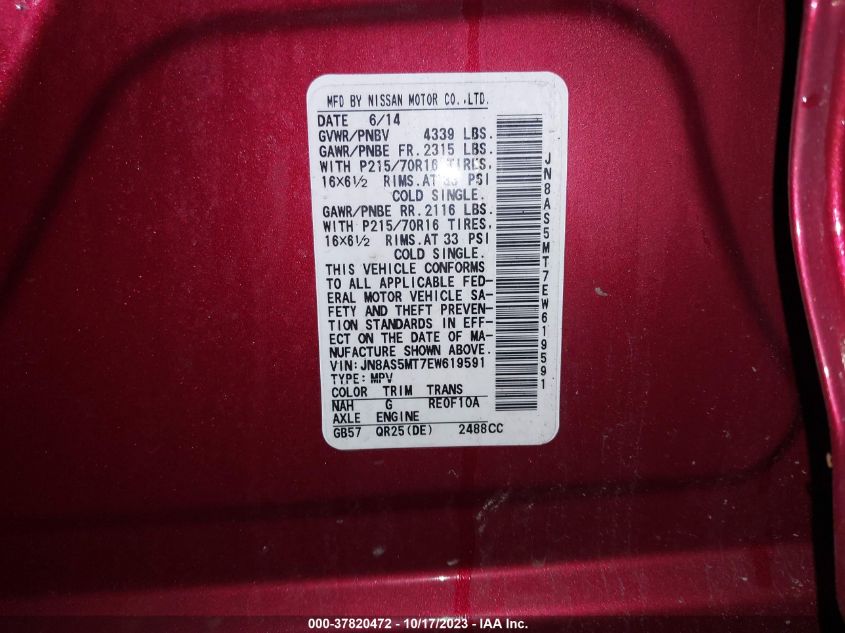 MFD BY NISSAN MOTOR CO.,LTD.
DATE 6/14
GVWR/PNBV 4339 LBS.
GAWR/PNBE FR. 2315 LBS.
WITH P215/70R16 TIRES,
16X6½ RIMS. AT 33 PSI
COLD SINGLE.
GAWR/PNBE RR. 2116 LBS.
WITH P215/70R16 TIRES,
16X6½ RIMS. AT 33 PSI
COLD SINGLE.
THIS VEHICLE CONFORMS
TO ALL APPLICABLE FED-
ERAL MOTOR VEHICLE SA-
FETY AND THEFT PREVEN-
TION STANDARDS IN EFF-
ECT ON THE DATE OF MA-
NUFACTURE SHOWN ABOVE.
VIN: JN8AS5MT7EW619591
TYPE: MPV
COLOR TRIM TRANS
NAH G RE0F10A
AXLE ENGINE
GB57 QR25(DE) 2488CC
JN8AS5MT7EW619591
000-37820472 - 10/17/2023 - IAA Inc.